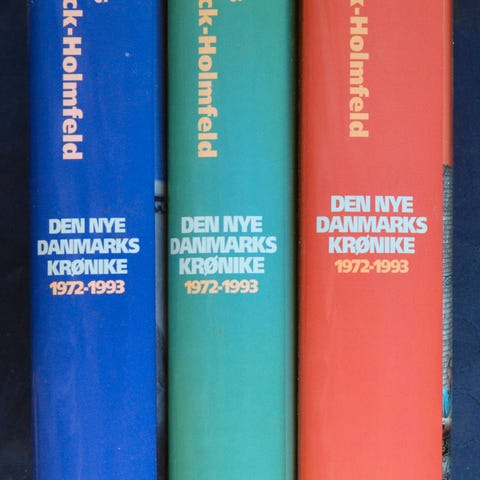 ck-Holmfeld
DEN NYE
DANMARKS
KRØNIKE
1972-1993
ck-Holmfeld
DEN NYE
DANMARKS
KRØNIKE
1972-1993
k-Holmfeld
DEN NYE
DANMARKS
KRØNIKE
1972-1993